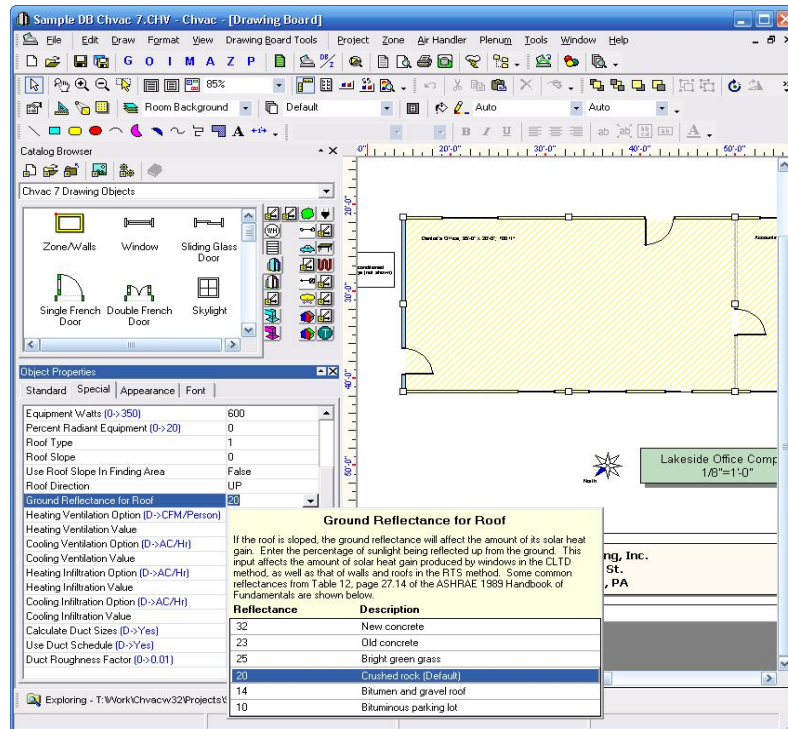 Sample DB Chvac 7.CHV - Chvac - [Drawing Board]
File Edit Draw Format View Drawing Board Tools Project Zone Air Handler Plenum Tools Window Help
G O I M A Z P
85%
Room Background Default Auto Auto
A
B I U ab ab A
Catalog Browser
Chvac 7 Drawing Objects
Zone/Walls Window Sliding Glass Door
Single French Door Double French Door Skylight
WH
T
Object Properties
Standard Special Appearance Font
Equipment Watts (0->350) 600
Percent Radiant Equipment (0->20) 0
Roof Type 1
Roof Slope 0
Use Roof Slope In Finding Area False
Roof Direction UP
Ground Reflectance for Roof 20
Heating Ventilation Option (D->CFM/Person)
Heating Ventilation Value
Cooling Ventilation Option (D->AC/Hr)
Cooling Ventilation Value
Heating Infiltration Option (D->AC/Hr)
Heating Infiltration Value
Cooling Infiltration Option (D->AC/Hr)
Cooling Infiltration Value
Calculate Duct Sizes (D->Yes)
Use Duct Schedule (D->Yes)
Duct Roughness Factor (0->0.01)
20'-0" 30'-0" 40'-0" 50'-0"
20'-0"
30'-0"
40'-0"
50'-0"
North
Lakeside Office Comp
1/8"=1'-0"
ng, Inc.
St.
, PA
Ground Reflectance for Roof
If the roof is sloped, the ground reflectance will affect the amount of its solar heat
gain. Enter the percentage of sunlight being reflected up from the ground. This
input affects the amount of solar heat gain produced by windows in the CLTD
method, as well as that of walls and roofs in the RTS method. Some common
reflectances from Table 12, page 27.14 of the ASHRAE 1989 Handbook of
Fundamentals are shown below.
Reflectance Description
32 New concrete
23 Old concrete
25 Bright green grass
20 Crushed rock (Default)
14 Bitumen and gravel roof
10 Bituminous parking lot
Exploring - T:\Work\Chvacw32\Projects\S